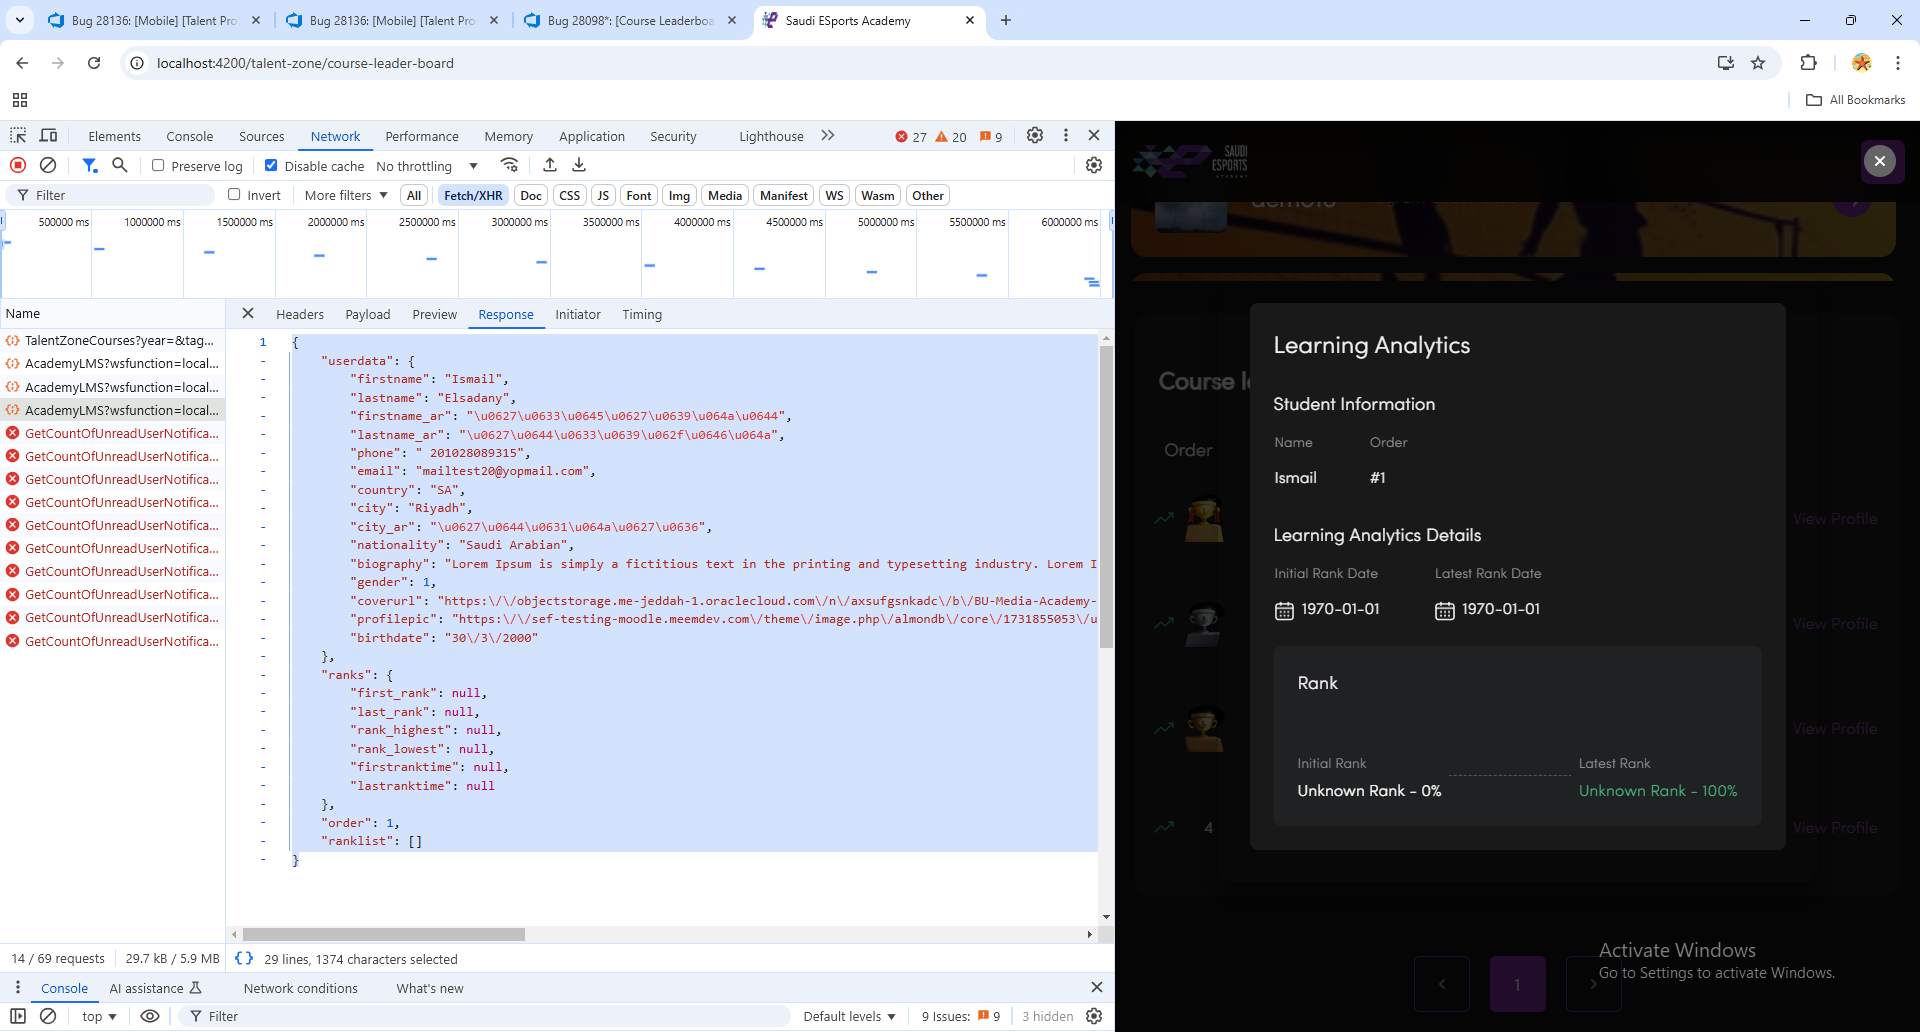 Bug 28136: [Mobile] [Talent Pro
Bug 28136: [Mobile] [Talent Pro
Bug 28098*: [Course Leaderboa
Saudi ESports Academy
localhost:4200/talent-zone/course-leader-board
All Bookmarks
Elements Console Sources Network Performance Memory Application Security Lighthouse 27 20 9
Preserve log Disable cache No throttling
Filter Invert More filters All Fetch/XHR Doc CSS JS Font Img Media Manifest WS Wasm Other
500000 ms 1000000 ms 1500000 ms 2000000 ms 2500000 ms 3000000 ms 3500000 ms 4000000 ms 4500000 ms 5000000 ms 5500000 ms 6000000 ms
Name
TalentZoneCourses?year=&tag...
AcademyLMS?wsfunction=local...
AcademyLMS?wsfunction=local...
AcademyLMS?wsfunction=local...
GetCountOfUnreadUserNotifica...
GetCountOfUnreadUserNotifica...
GetCountOfUnreadUserNotifica...
GetCountOfUnreadUserNotifica...
GetCountOfUnreadUserNotifica...
GetCountOfUnreadUserNotifica...
GetCountOfUnreadUserNotifica...
GetCountOfUnreadUserNotifica...
GetCountOfUnreadUserNotifica...
GetCountOfUnreadUserNotifica...
Headers Payload Preview Response Initiator Timing
1 {
"userdata": {
"firstname": "Ismail",
"lastname": "Elsadany",
"firstname_ar": "\u0627\u0633\u0645\u0627\u0639\u064a\u0644",
"lastname_ar": "\u0627\u0644\u0633\u0639\u062f\u0646\u064a",
"phone": " 201028089315",
"email": "mailtest20@yopmail.com",
"country": "SA",
"city": "Riyadh",
"city_ar": "\u0627\u0644\u0631\u064a\u0627\u0636",
"nationality": "Saudi Arabian",
"biography": "Lorem Ipsum is simply a fictitious text in the printing and typesetting industry. Lorem I
"gender": 1,
"coverurl": "https:\/\/objectstorage.me-jeddah-1.oraclecloud.com\/n\/axsufgsnkadc\/b\/BU-Media-Academy-
"profilepic": "https:\/\/sef-testing-moodle.meemdev.com\/theme\/image.php\/almondb\/core\/1731855053\/u
"birthdate": "30\/3\/2000"
},
"ranks": {
"first_rank": null,
"last_rank": null,
"rank_highest": null,
"rank_lowest": null,
"firstranktime": null,
"lastranktime": null
},
"order": 1,
"ranklist": []
}
14 / 69 requests 29.7 kB / 5.9 MB 29 lines, 1374 characters selected
Console AI assistance Network conditions What's new
top Filter Default levels 9 Issues: 9 3 hidden
SAUDI
ESPORTS
ACADEMY
Course l
Order
View Profile
View Profile
View Profile
4 View Profile
1
Learning Analytics
Student Information
Name Order
Ismail #1
Learning Analytics Details
Initial Rank Date Latest Rank Date
1970-01-01 1970-01-01
Rank
Initial Rank Latest Rank
Unknown Rank - 0% Unknown Rank - 100%
Activate Windows
Go to Settings to activate Windows.